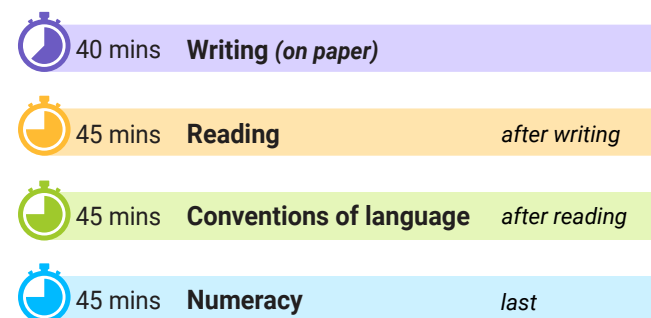 40 mins Writing (on paper)
45 mins Reading after writing
45 mins Conventions of language after reading
45 mins Numeracy last